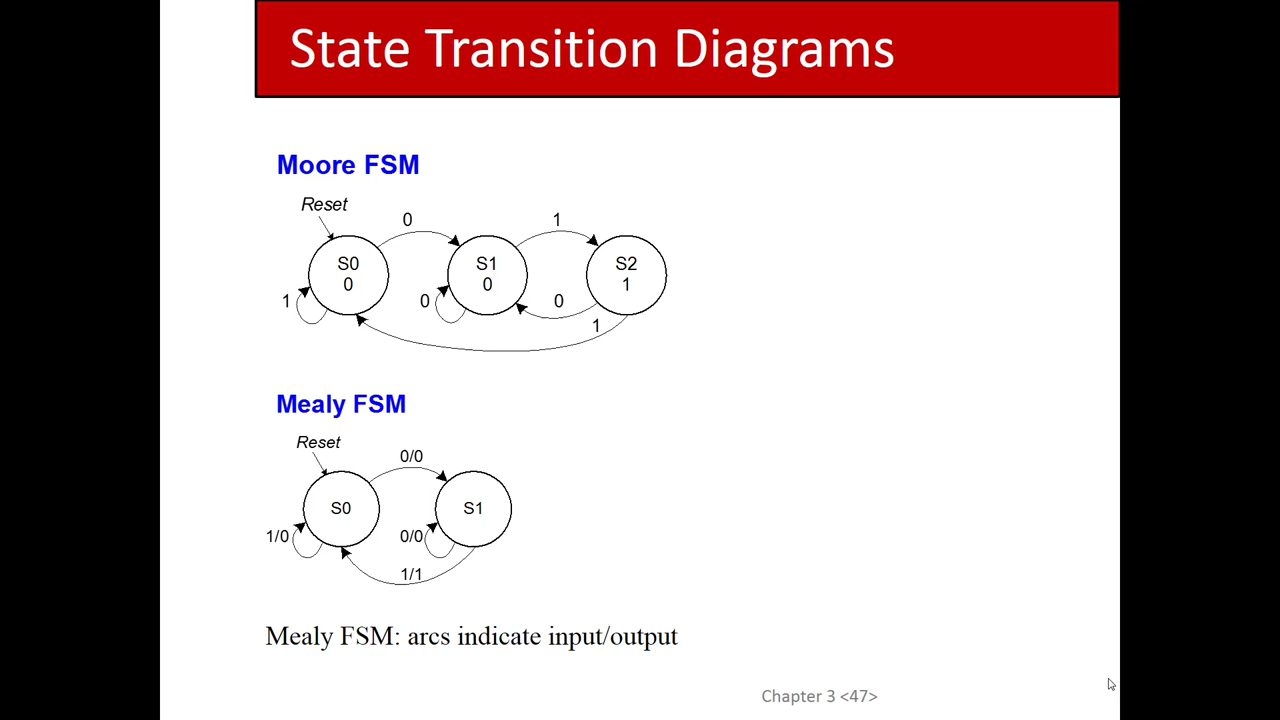 State Transition Diagrams
Moore FSM
Reset
0
1
S0
0
S1
0
S2
1
1
0
0
1
Mealy FSM
Reset
0/0
S0
S1
1/0
0/0
1/1
Mealy FSM: arcs indicate input/output
Chapter 3 <47>